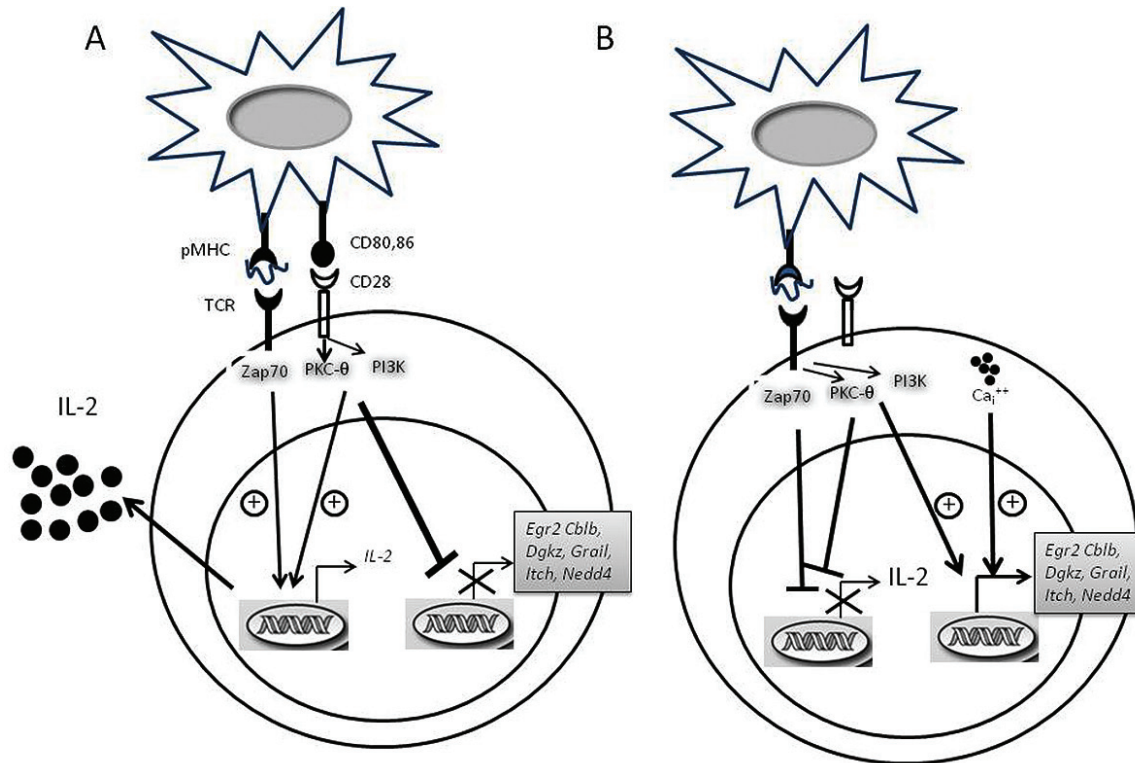 A
pMHC
CD80,86
CD28
TCR
Zap70
PKC-θ
PI3K
IL-2
+
+
IL-2
Egr2 Cblb,
Dgkz, Grail,
Itch, Nedd4
B
Zap70
PKC-θ
PI3K
Cai++
+
+
IL-2
Egr2 Cblb,
Dgkz, Grail,
Itch, Nedd4